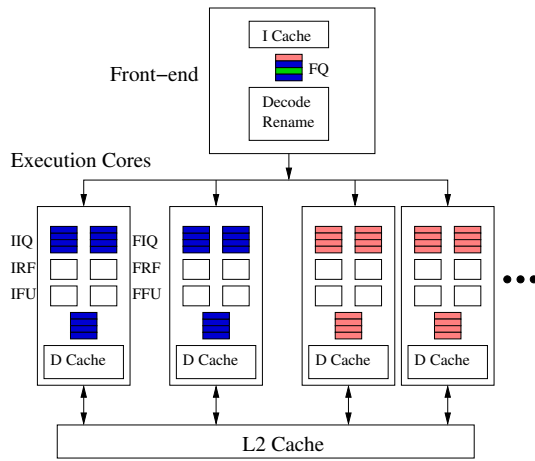 I Cache
FQ
Front-end
Decode
Rename
Execution Cores
IIQ FIQ
IRF FRF
IFU FFU
D Cache D Cache D Cache D Cache
L2 Cache